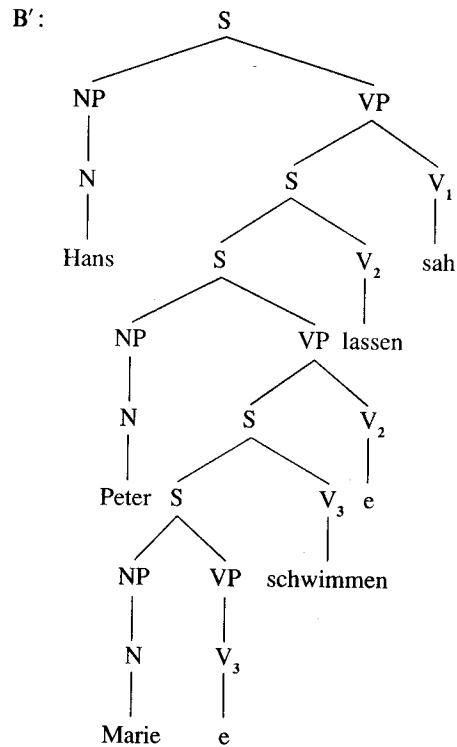 B′: S
NP VP
N S V₁
Hans S V₂ sah
NP VP lassen
N S V₂
Peter S V₃ e
NP VP schwimmen
N V₃
Marie e